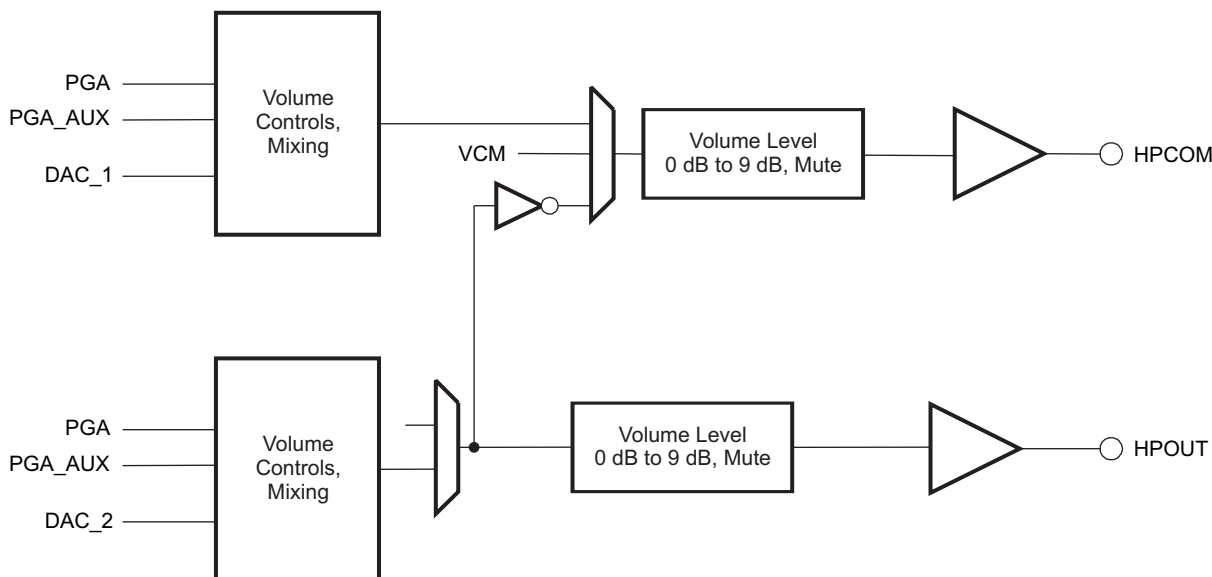 PGA
PGA_AUX
DAC_1
Volume
Controls,
Mixing
VCM
Volume Level
0 dB to 9 dB, Mute
HPCOM
PGA
PGA_AUX
DAC_2
Volume
Controls,
Mixing
Volume Level
0 dB to 9 dB, Mute
HPOUT